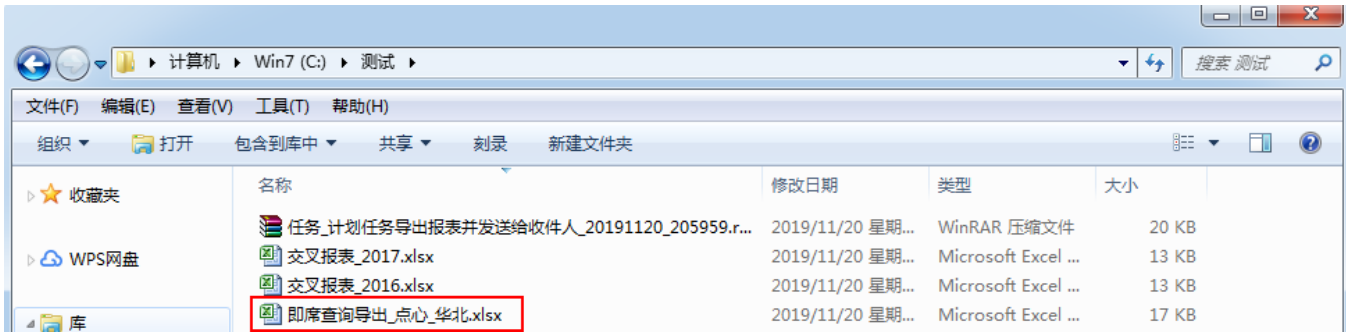 计算机 Win7 (C:) 测试 搜索 测试
文件(F) 编辑(E) 查看(V) 工具(T) 帮助(H)
组织 打开 包含到库中 共享 刻录 新建文件夹
名称 修改日期 类型 大小
收藏夹
任务_计划任务导出报表并发送给收件人_20191120_205959.r... 2019/11/20 星期... WinRAR 压缩文件 20 KB
WPS网盘 交叉报表_2017.xlsx 2019/11/20 星期... Microsoft Excel ... 13 KB
交叉报表_2016.xlsx 2019/11/20 星期... Microsoft Excel ... 13 KB
库 即席查询导出_点心_华北.xlsx 2019/11/20 星期... Microsoft Excel ... 17 KB